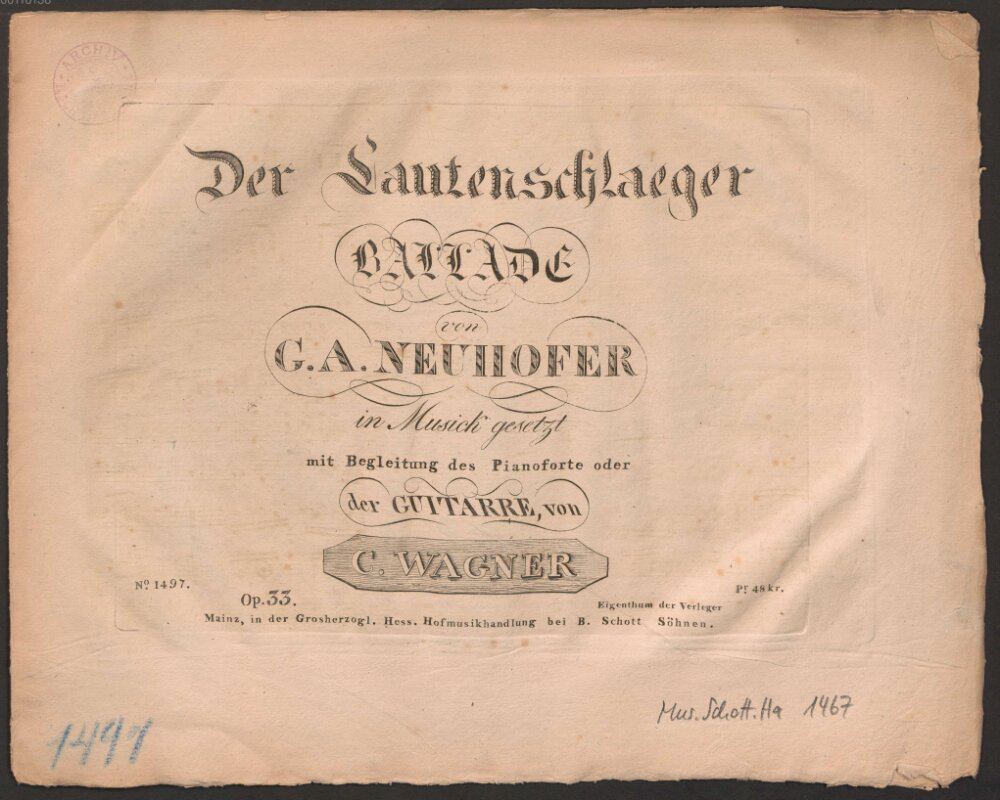 ARCHIV
Der Lautenschlaeger
BALLADE
von
G. A. NEUHOFER
in Musick gesetzt
mit Begleitung des Pianoforte oder
der GUITARRE, von
C. WAGNER
Nº 1497.
Pr. 48 kr.
Op. 33.
Eigenthum der Verleger
Mainz, in der Grosherzogl. Hess. Hofmusikhandlung bei B. Schott Söhnen.
Mus. Schott. Ha 1467
1497